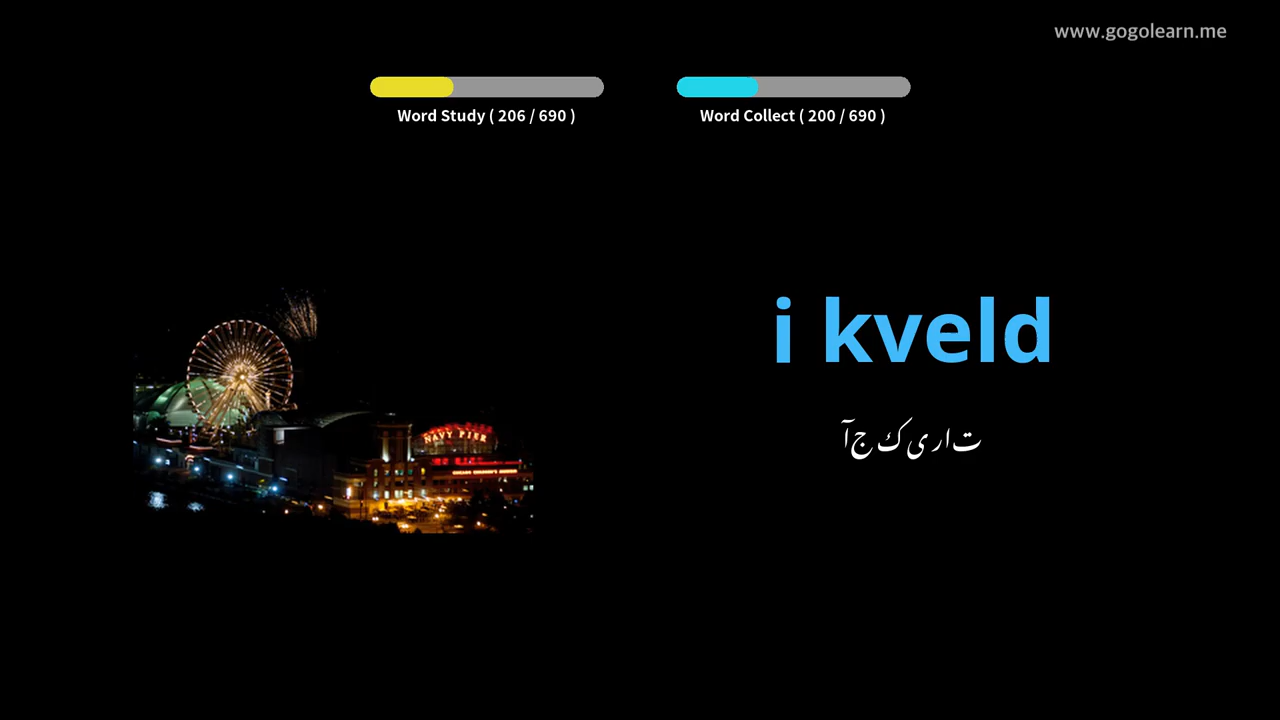 www.gogolearn.me
Word Study ( 206 / 690 )
Word Collect ( 200 / 690 )
i kveld
آج کی رات
NAVY PIER